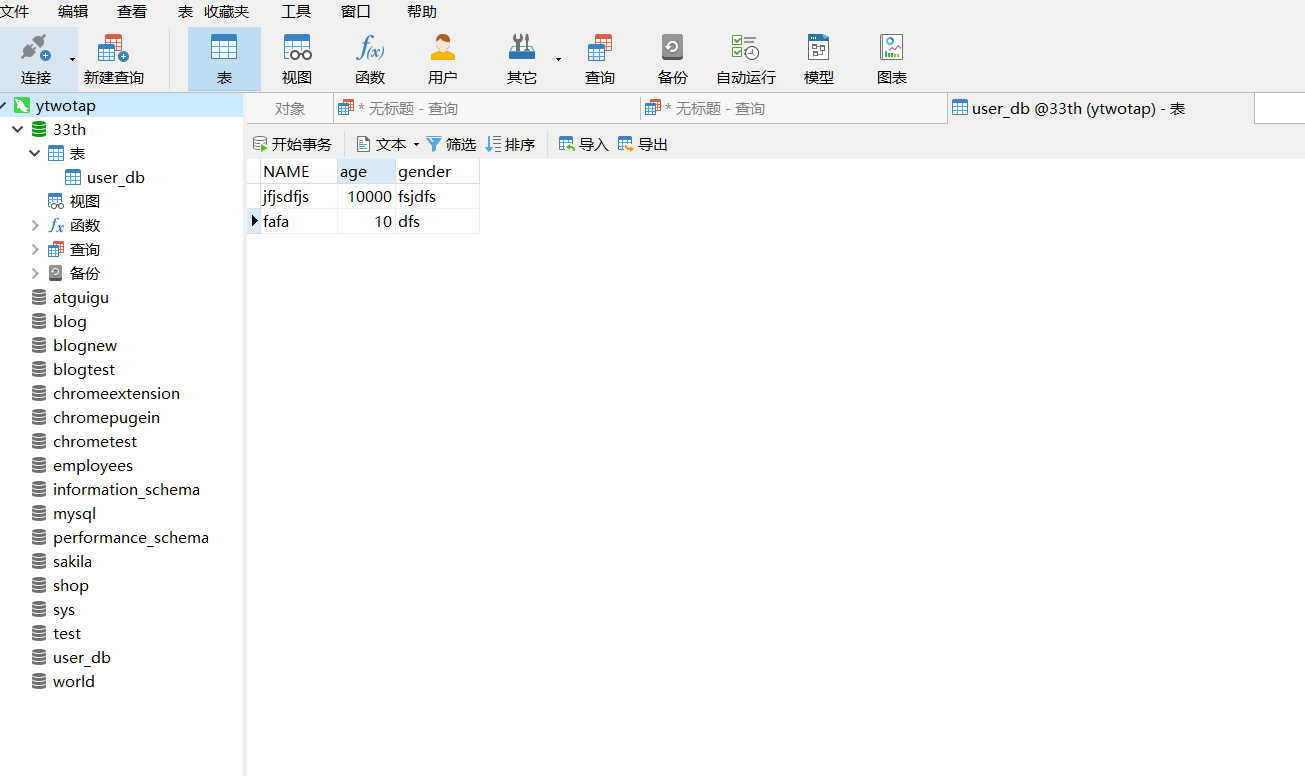 文件 编辑 查看 表 收藏夹 工具 窗口 帮助
连接 新建查询 表 视图 函数 用户 其它 查询 备份 自动运行 模型 图表
ytwotap
33th
表
user_db
视图
函数
查询
备份
atguigu
blog
blognew
blogtest
chromeextension
chromepugein
chrometest
employees
information_schema
mysql
performance_schema
sakila
shop
sys
test
user_db
world
对象 * 无标题 - 查询 * 无标题 - 查询 user_db @33th (ytwotap) - 表
开始事务 文本 筛选 排序 导入 导出
NAME age gender
jfjsdfjs 10000 fsjdfs
fafa 10 dfs